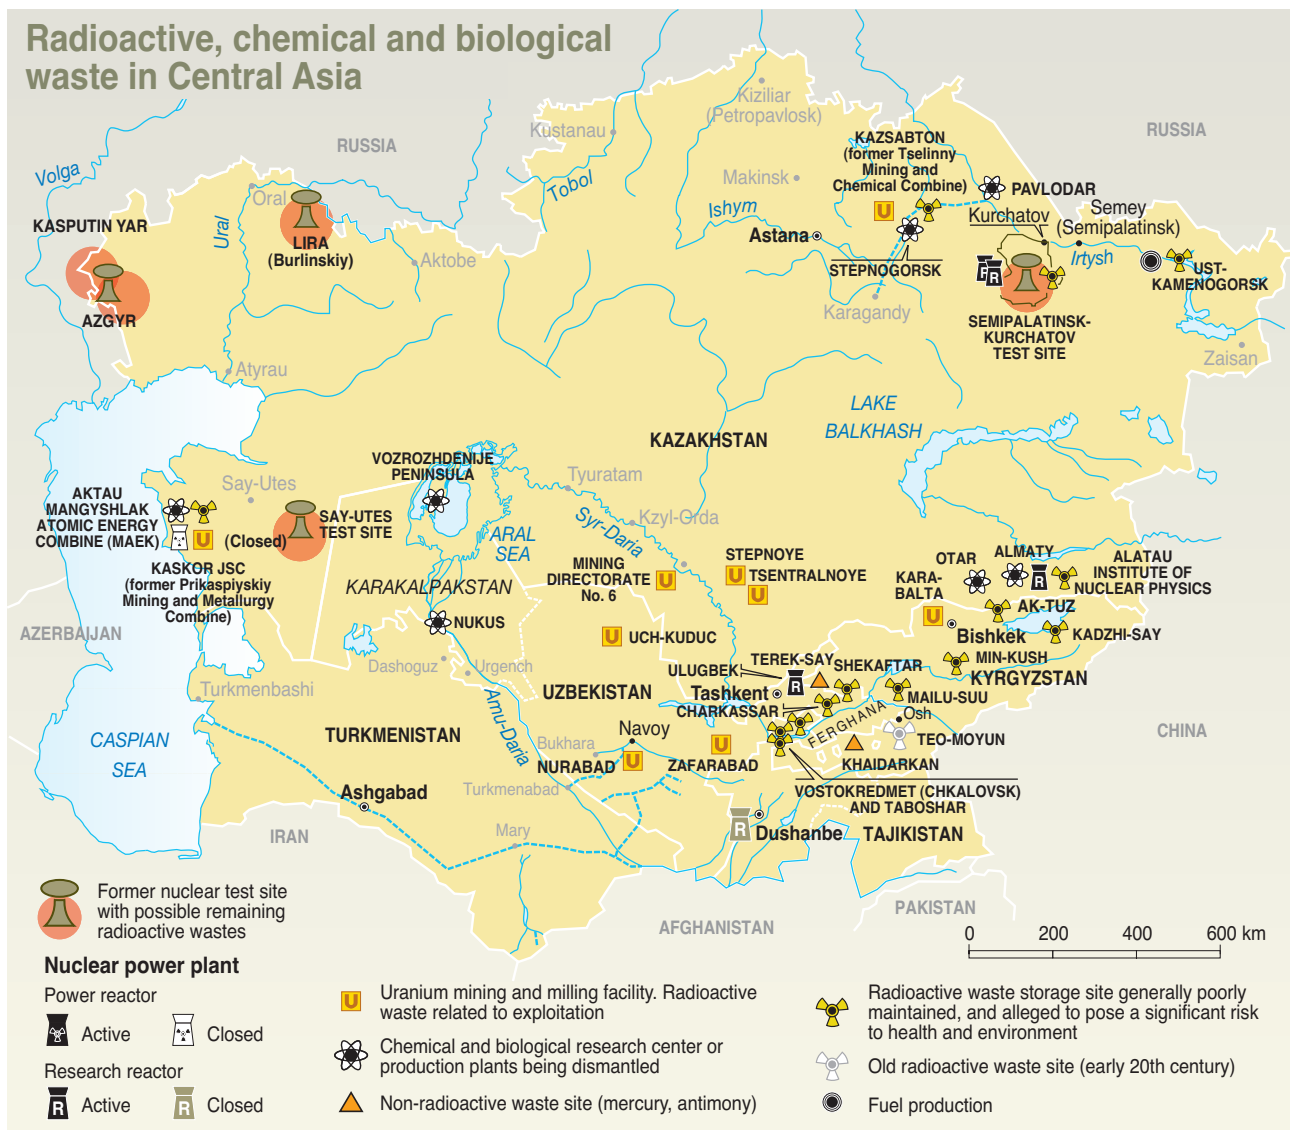 Radioactive, chemical and biological
waste in Central Asia
RUSSIA
RUSSIA
Kiziliar
(Petropavlosk)
Kustanau
Volga
Oral
Ural
Tobol
Ishym
Makinsk
KAZSABTON
(former Tselinny
Mining and
Chemical Combine)
U
PAVLODAR
Kurchatov
Semey
(Semipalatinsk)
Irtysh
KASPUTIN YAR
LIRA
(Burlinskiy)
Aktobe
Astana
STEPNOGORSK
R
R
UST-
KAMENOGORSK
AZGYR
Karagandy
SEMIPALATINSK-
KURCHATOV
TEST SITE
Zaisan
Atyrau
LAKE
BALKHASH
KAZAKHSTAN
VOZROZHDENIJE
PENINSULA
Tyuratam
Say-Utes
AKTAU
MANGYSHLAK
ATOMIC ENERGY
COMBINE (MAEK)
U
(Closed)
SAY-UTES
TEST SITE
Syr-Daria
Kzyl-Orda
ARAL
SEA
KASKOR JSC
(former Prikaspiyskiy
Mining and Metallurgy
Combine)
KARAKALPAKSTAN
MINING
DIRECTORATE
No. 6
U
STEPNOYE
U
TSENTRALNOYE
U
OTAR
ALMATY
R
ALATAU
INSTITUTE OF
NUCLEAR PHYSICS
KARA-
BALTA
U
AK-TUZ
Bishkek
KADZHI-SAY
AZERBAIJAN
NUKUS
U
UCH-KUDUC
Dashoguz
Urgench
ULUGBEK
TEREK-SAY
SHEKAFTAR
MIN-KUSH
KYRGYZSTAN
R
Turkmenbashi
UZBEKISTAN
Tashkent
CHARKASSAR
MAILU-SUU
Amu-Daria
FERGHANA
Osh
CASPIAN
SEA
TURKMENISTAN
Navoy
Bukhara
NURABAD
U
U
ZAFARABAD
TEO-MOYUN
CHINA
KHAIDARKAN
Turkmenabad
VOSTOKREDMET (CHKALOVSK)
AND TABOSHAR
Ashgabad
R
Dushanbe
TAJIKISTAN
IRAN
Mary
AFGHANISTAN
PAKISTAN
0 200 400 600 km
Former nuclear test site
with possible remaining
radioactive wastes
Nuclear power plant
Power reactor
Active
Closed
Research reactor
R
Active
R
Closed
U
Uranium mining and milling facility. Radioactive
waste related to exploitation
Chemical and biological research center or
production plants being dismantled
Non-radioactive waste site (mercury, antimony)
Radioactive waste storage site generally poorly
maintained, and alleged to pose a significant risk
to health and environment
Old radioactive waste site (early 20th century)
Fuel production